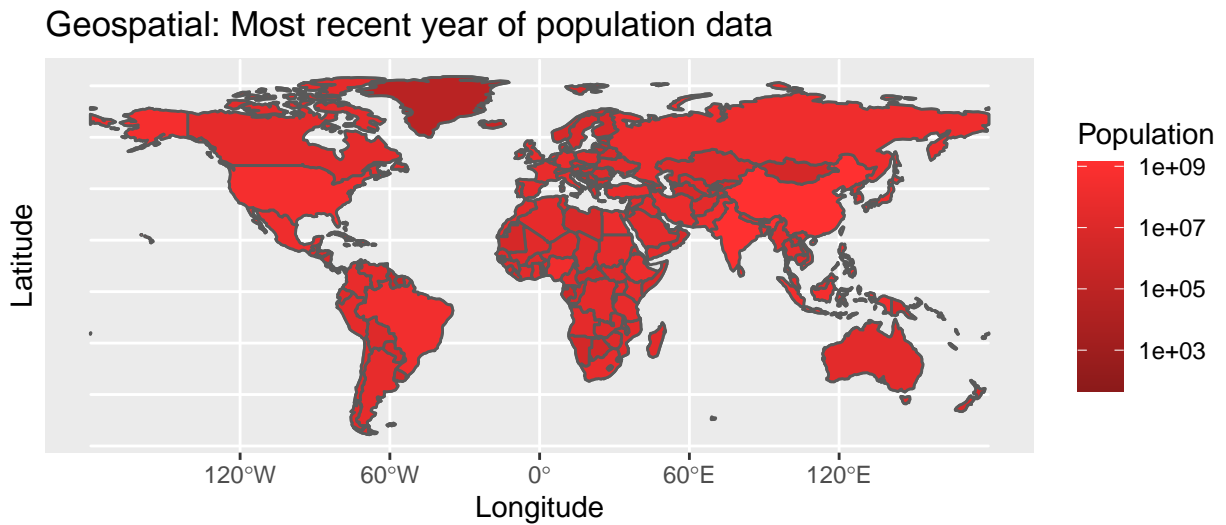 Geospatial: Most recent year of population data
Latitude
120°W
60°W
0°
60°E
120°E
Longitude
Population
1e+09
1e+07
1e+05
1e+03